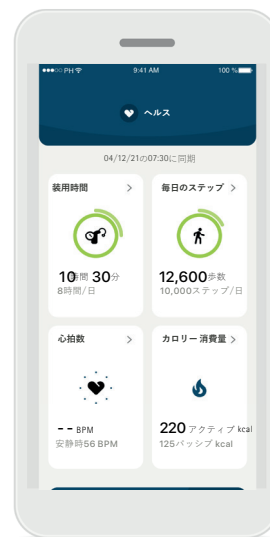 PH 9:41 AM 100 %
ヘルス
04/12/21の07:30に同期
装用時間
10時間 30分
8時間/日
毎日のステップ
12,600歩数
10,000ステップ/日
心拍数
-- BPM
安静時56 BPM
カロリー消費量
220 アクティブ kcal
125パッシブ kcal